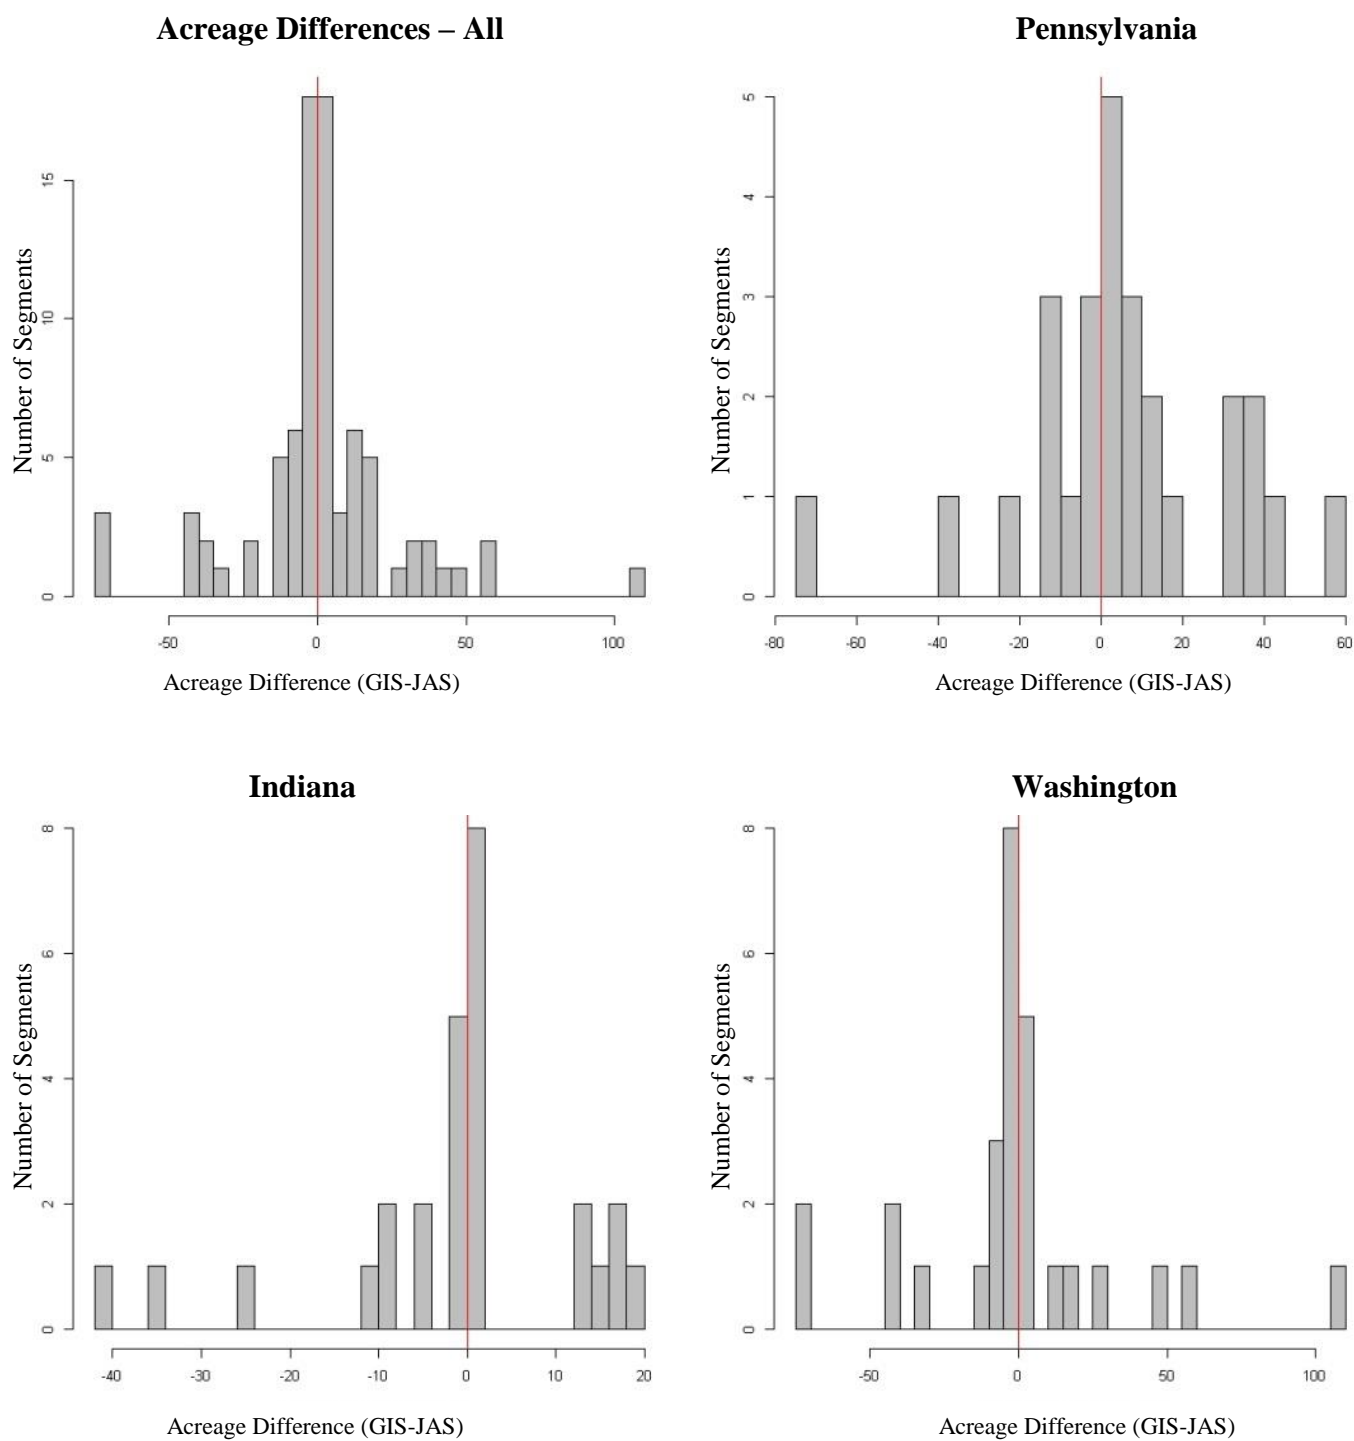 Acreage Differences – All
Number of Segments
0 5 10 15
-50 0 50 100
Acreage Difference (GIS-JAS)
Pennsylvania
Number of Segments
0 1 2 3 4 5
-80 -60 -40 -20 0 20 40 60
Acreage Difference (GIS-JAS)
Indiana
Number of Segments
0 2 4 6 8
-40 -30 -20 -10 0 10 20
Acreage Difference (GIS-JAS)
Washington
Number of Segments
0 2 4 6 8
-50 0 50 100
Acreage Difference (GIS-JAS)